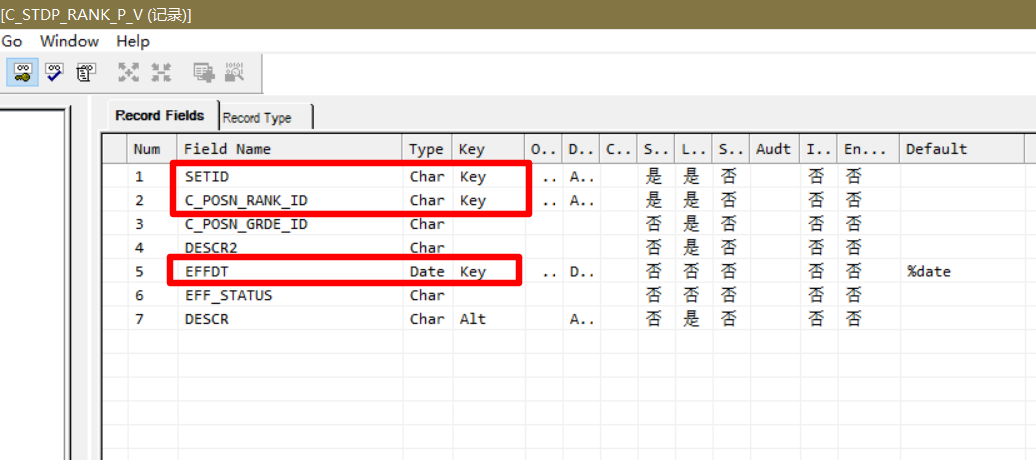 [C_STDP_RANK_P_V (记录)]
Go Window Help
Record Fields Record Type
Num Field Name Type Key O.. D.. C.. S.. L.. S.. Audt I.. En... Default
1 SETID Char Key .. A.. 是 是 否 否 否
2 C_POSN_RANK_ID Char Key .. A.. 是 是 否 否 否
3 C_POSN_GRDE_ID Char 否 是 否 否 否
4 DESCR2 Char 否 是 否 否 否
5 EFFDT Date Key .. D.. 否 否 否 否 否 %date
6 EFF_STATUS Char 否 否 否 否 否
7 DESCR Char Alt A.. 否 是 否 否 否